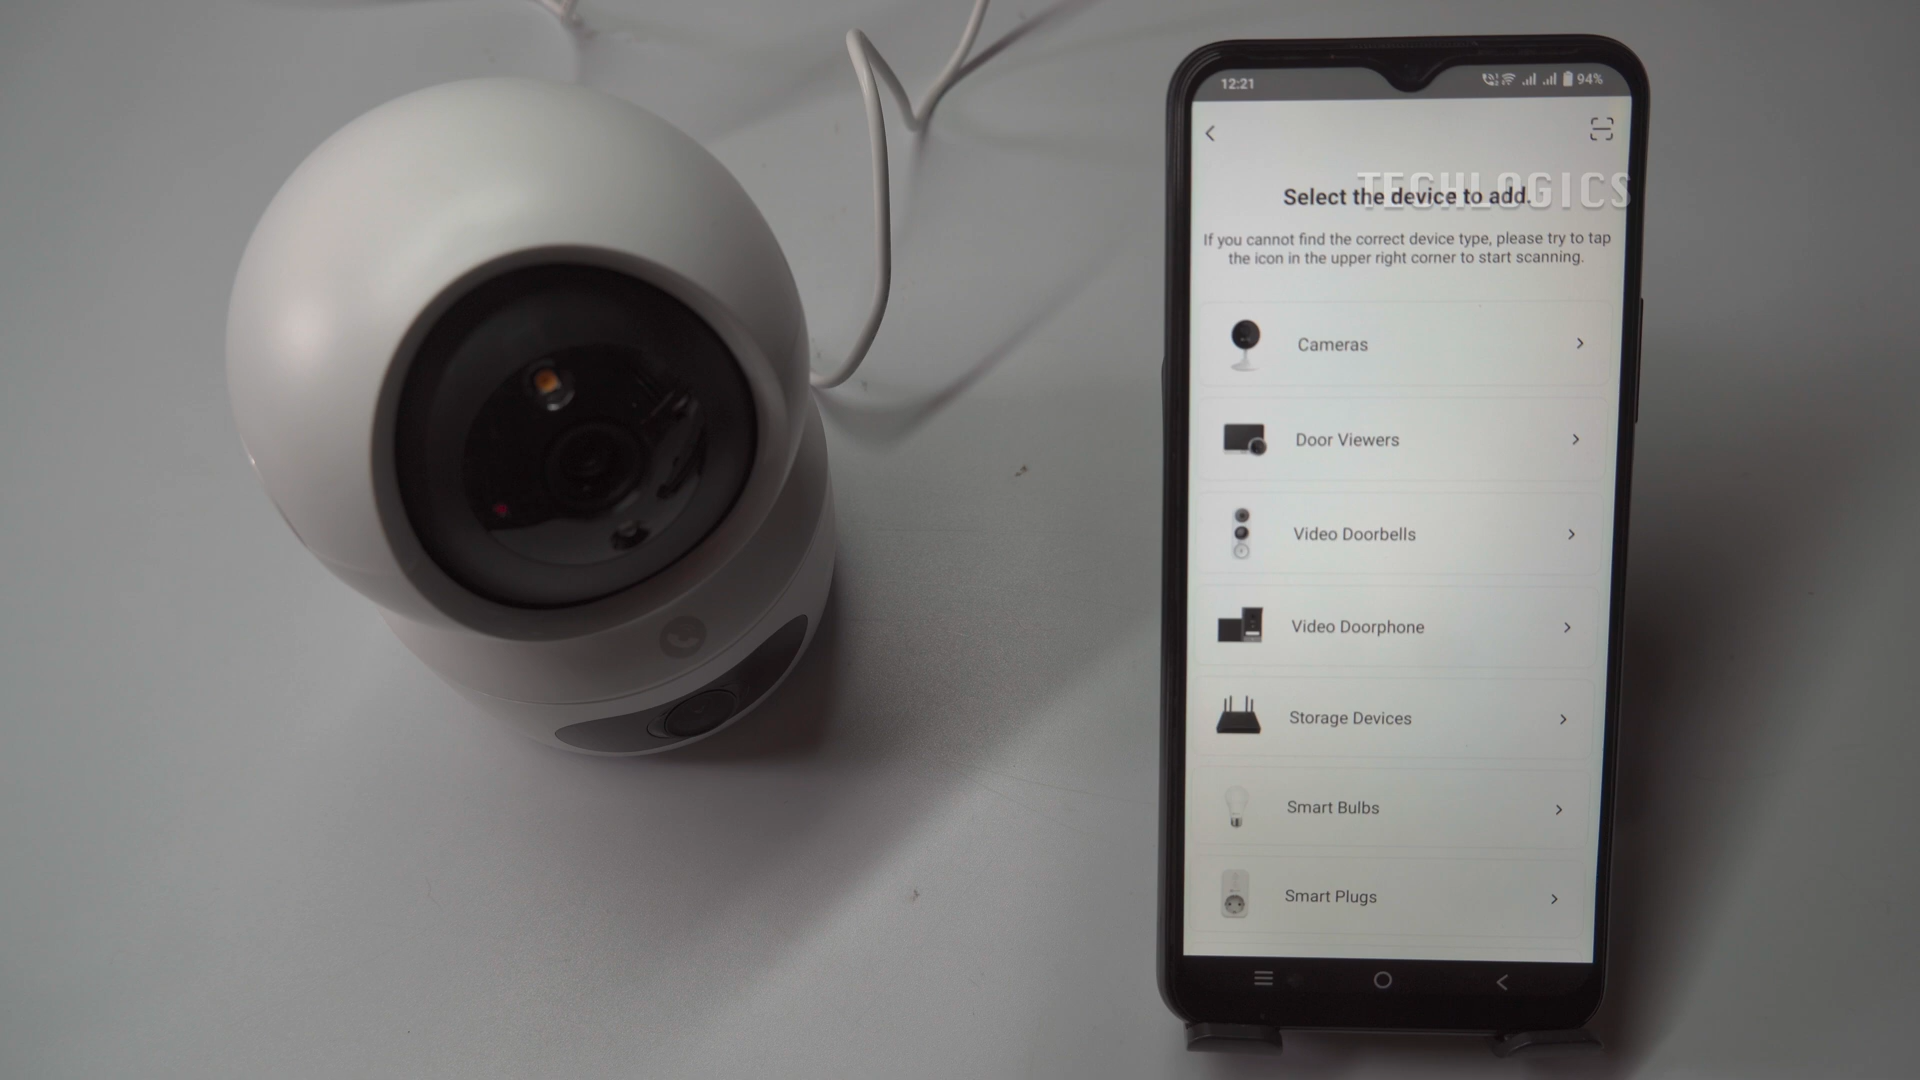 12:21
94%
TECHLOGICS
Select the device to add.
If you cannot find the correct device type, please try to tap
the icon in the upper right corner to start scanning.
Cameras
Door Viewers
Video Doorbells
Video Doorphone
Storage Devices
Smart Bulbs
Smart Plugs